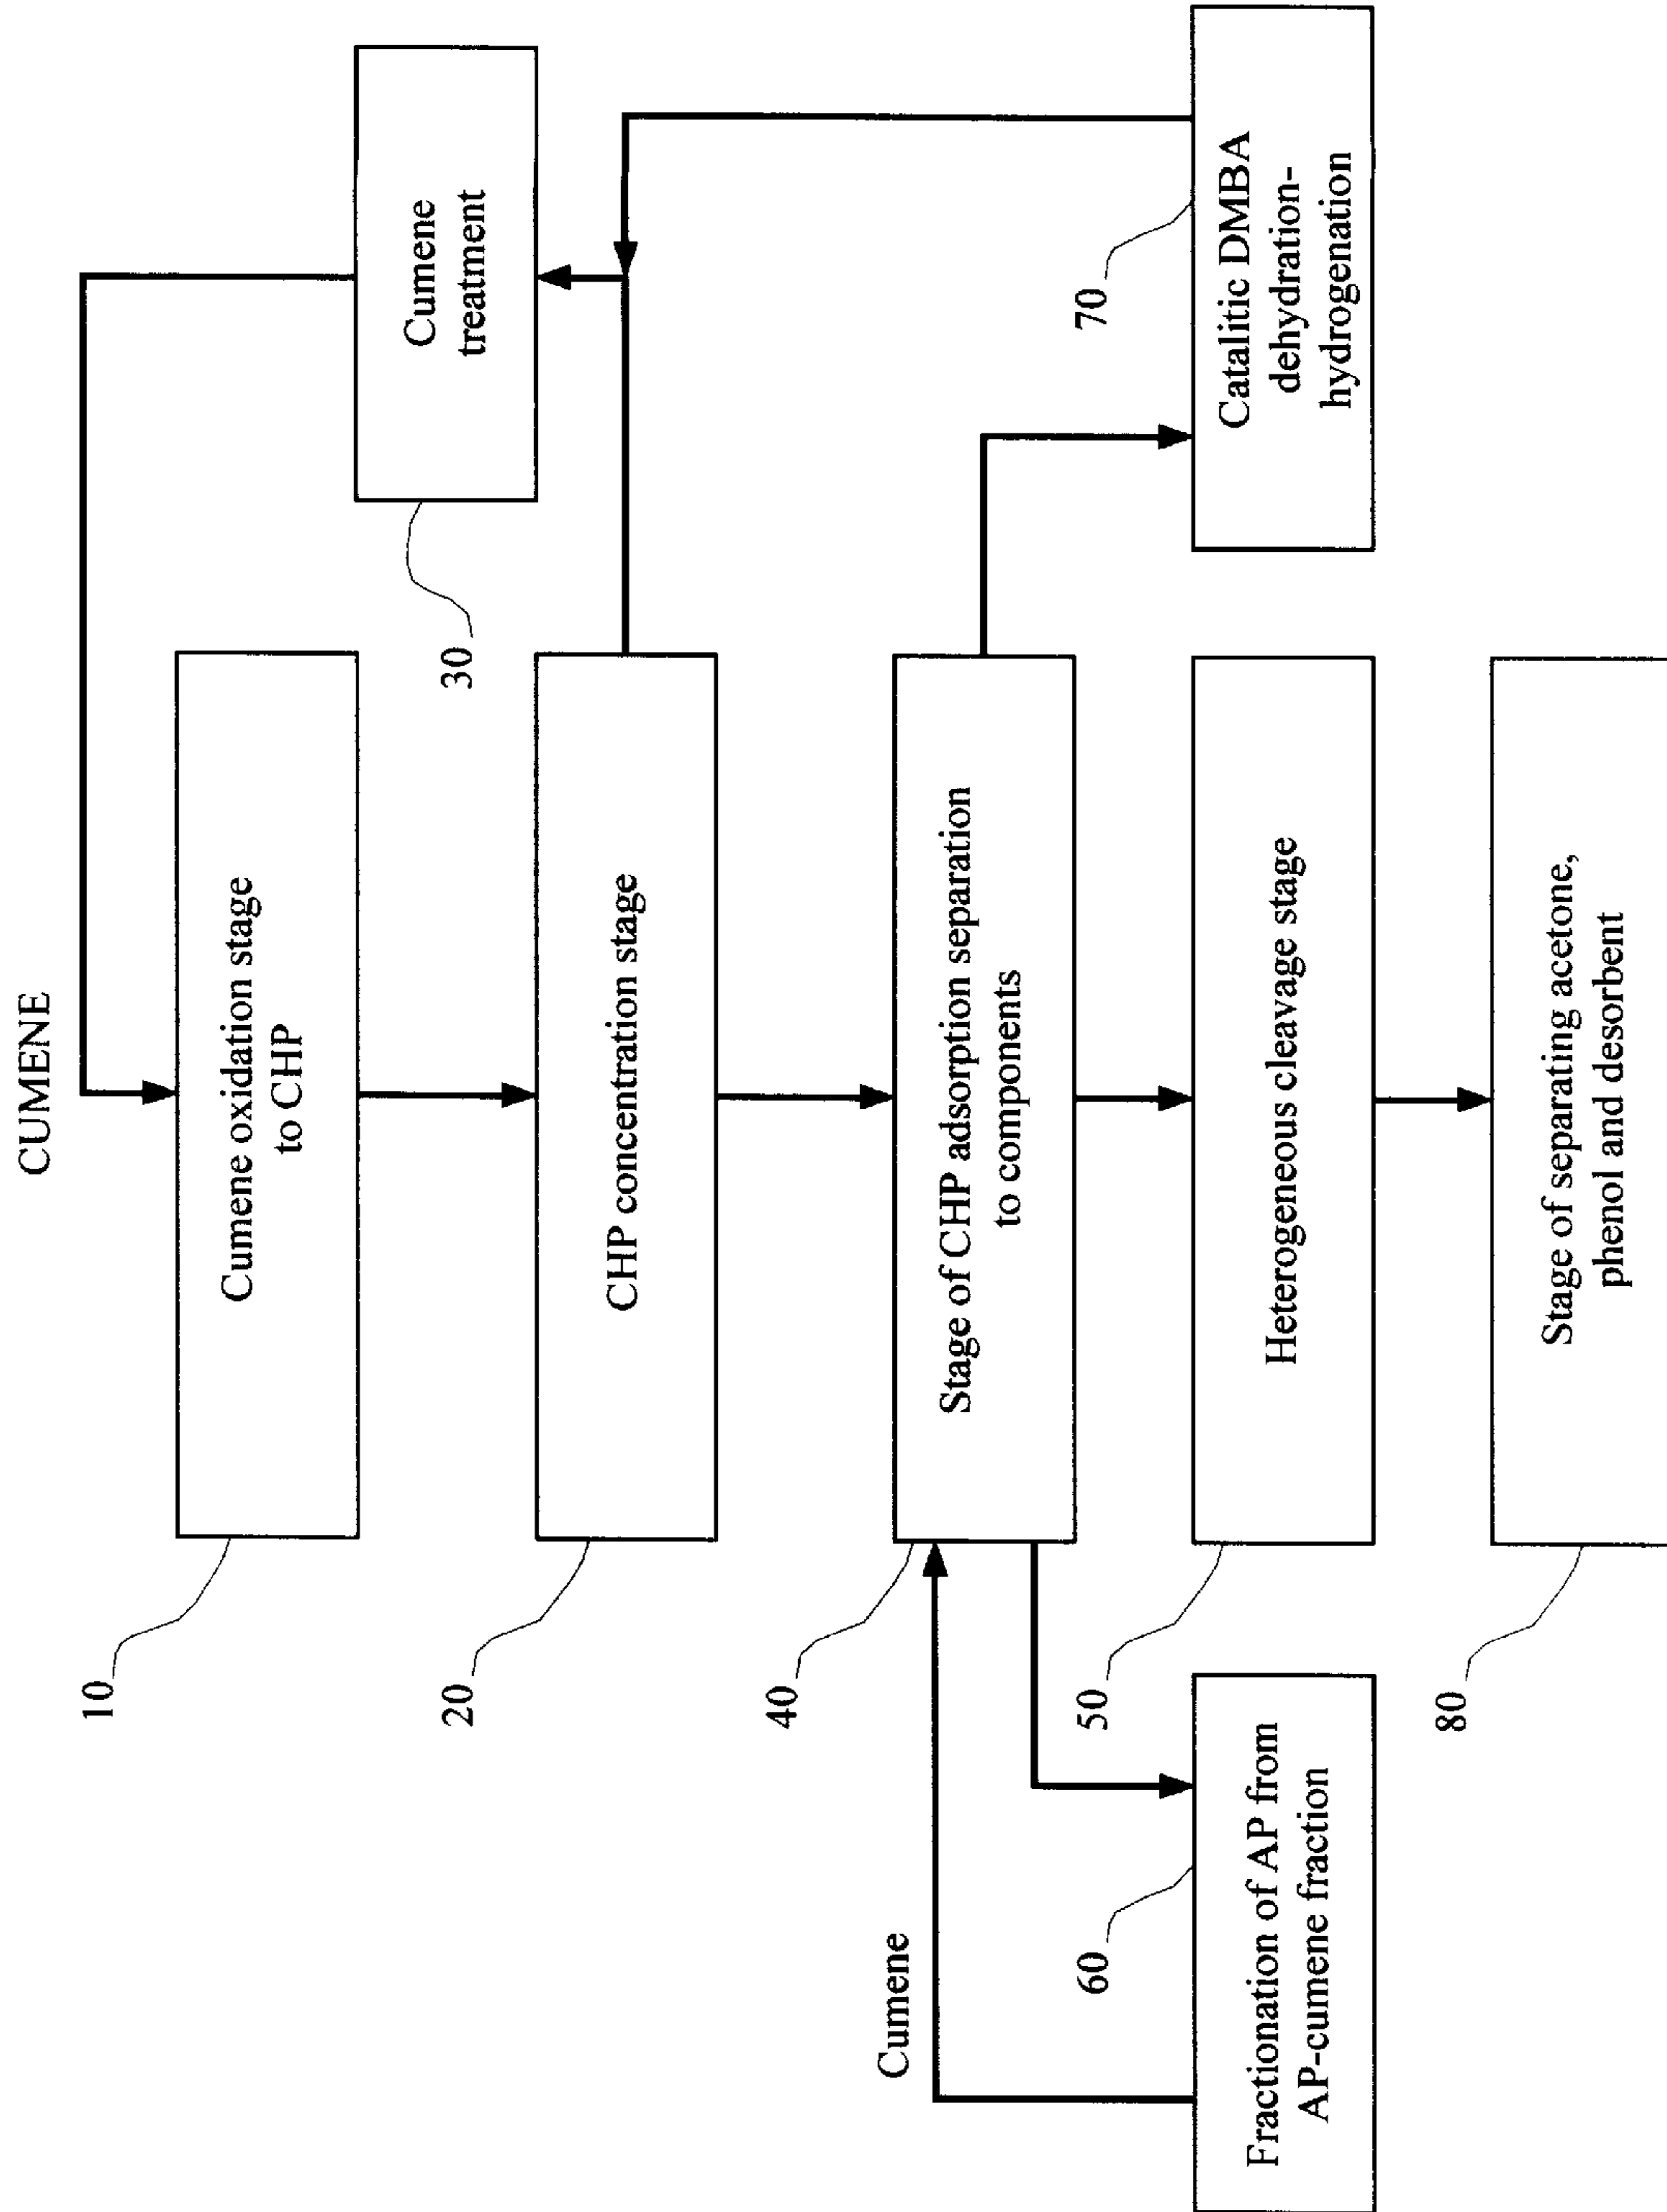 CUMENE
10
Cumene oxidation stage
to CHP
Cumene
treatment
30
20
CHP concentration stage
Cumene
40
Stage of CHP adsorption separation
to components
60
Fractionation of AP from
AP-cumene fraction
50
Heterogeneous cleavage stage
70
Catalitic DMBA
dehydration-
hydrogenation
80
Stage of separating acetone,
phenol and desorbent